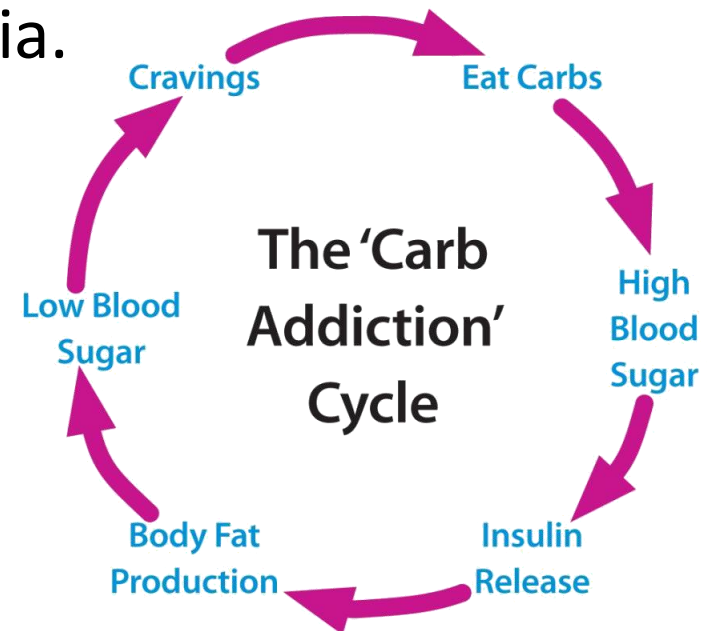 ia.
Cravings
Eat Carbs
The ‘Carb
Addiction’
Cycle
High
Blood
Sugar
Insulin
Release
Body Fat
Production
Low Blood
Sugar